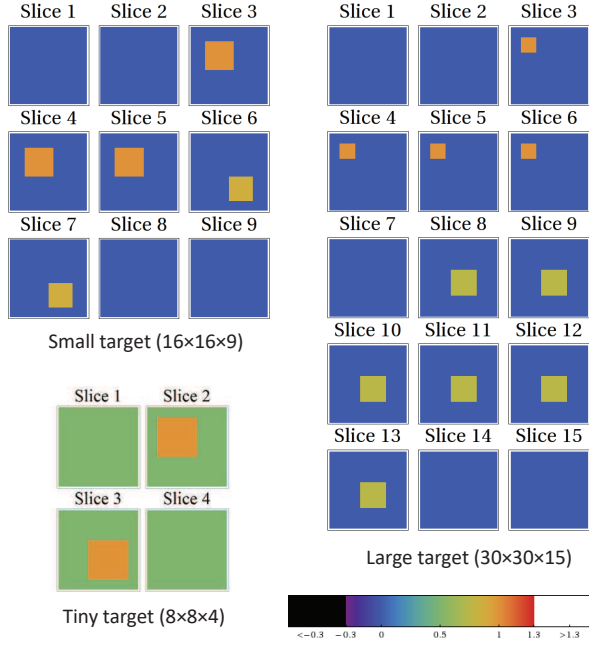 Slice 1 Slice 2 Slice 3
Slice 4 Slice 5 Slice 6
Slice 7 Slice 8 Slice 9
Small target (16×16×9)
Slice 1 Slice 2
Slice 3 Slice 4
Tiny target (8×8×4)
Slice 1 Slice 2 Slice 3
Slice 4 Slice 5 Slice 6
Slice 7 Slice 8 Slice 9
Slice 10 Slice 11 Slice 12
Slice 13 Slice 14 Slice 15
Large target (30×30×15)
<−0.3 −0.3 0 0.5 1 1.3 >1.3